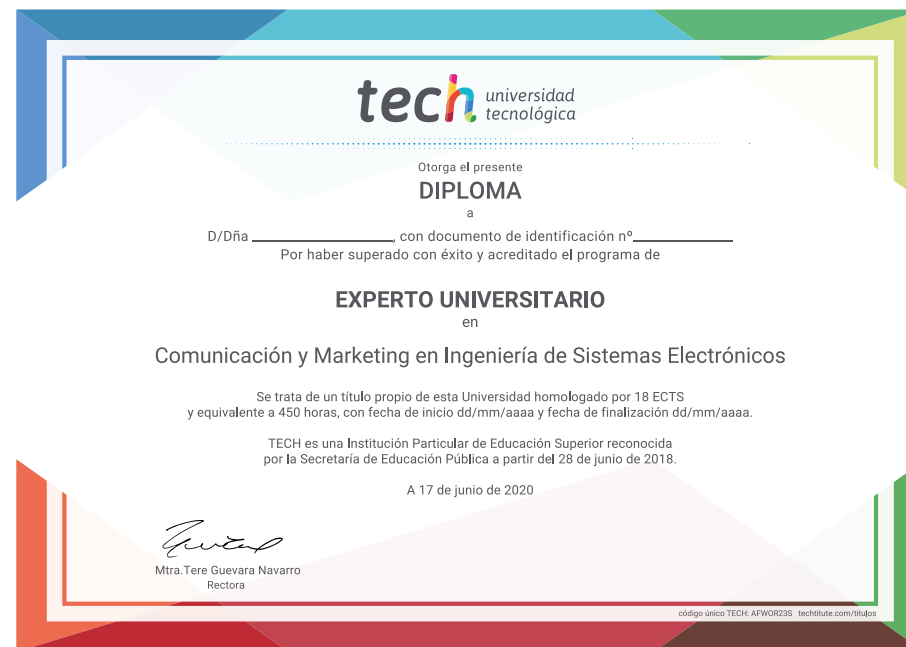 tech universidad
tecnológica
Otorga el presente
DIPLOMA
a
D/Dña ______________, con documento de identificación nº__________
Por haber superado con éxito y acreditado el programa de
EXPERTO UNIVERSITARIO
en
Comunicación y Marketing en Ingeniería de Sistemas Electrónicos
Se trata de un título propio de esta Universidad homologado por 18 ECTS
y equivalente a 450 horas, con fecha de inicio dd/mm/aaaa y fecha de finalización dd/mm/aaaa.
TECH es una Institución Particular de Educación Superior reconocida
por la Secretaría de Educación Pública a partir del 28 de junio de 2018.
A 17 de junio de 2020
Mtra.Tere Guevara Navarro
Rectora
código único TECH: AFWOR23S techtitute.com/titulos